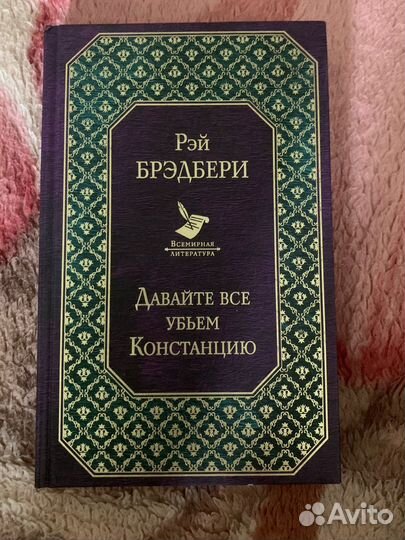 Рэй
БРЭДБЕРИ
Всемирная
литература
Давайте все
убьем
Констанцию
Avito